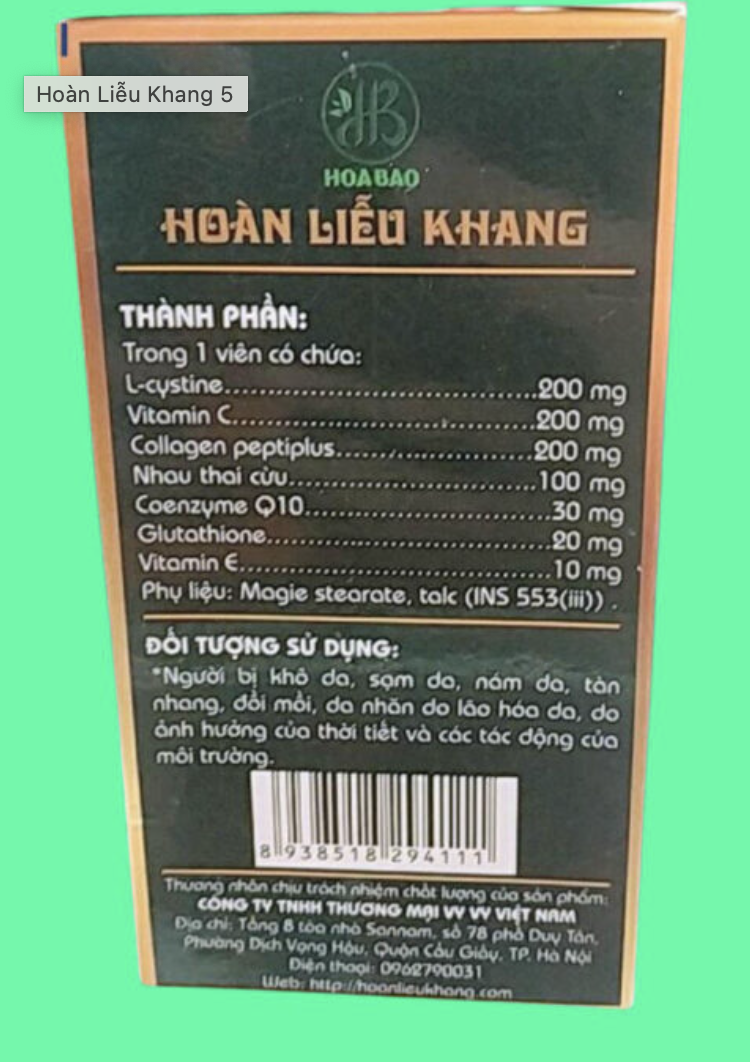 Hoàn Liễu Khang 5
HB
HOA BẢO
HOÀN LIỄU KHANG
THÀNH PHẦN:
Trong 1 viên có chứa:
L-cystine......200 mg
Vitamin C......200 mg
Collagen peptiplus......200 mg
Nhau thai cừu......100 mg
Coenzyme Q10......30 mg
Glutathione......20 mg
Vitamin E......10 mg
Phụ liệu: Magie stearate, talc (INS 553(iii)) .
ĐỐI TƯỢNG SỬ DỤNG:
*Người bị khô da, sạm da, nám da, tàn
nhang, đồi mồi, da nhăn do lão hóa da, do
ảnh hưởng của thời tiết và các tác động của
môi trường.
8 938518 294111
Thương nhân chịu trách nhiệm chất lượng của sản phẩm:
CÔNG TY TNHH THƯƠNG MẠI VY VY VIỆT NAM
Địa chỉ: Tầng 8 tòa nhà Sannam, số 78 phố Duy Tân,
Phường Dịch Vọng Hậu, Quận Cầu Giấy, TP. Hà Nội
Điện thoại: 0962790031
Web: http://hoanlieukhang.com